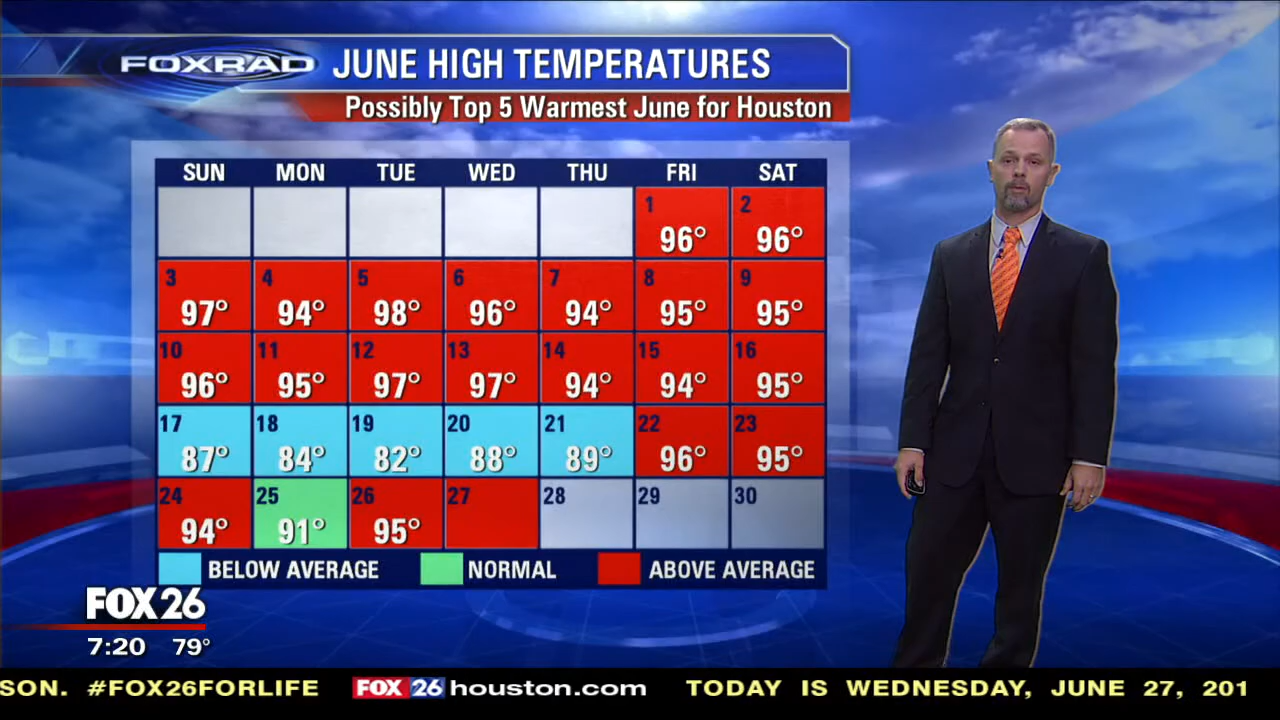 FOXRAD
JUNE HIGH TEMPERATURES
Possibly Top 5 Warmest June for Houston
SUN MON TUE WED THU FRI SAT
1 2
96° 96°
3 4 5 6 7 8 9
97° 94° 98° 96° 94° 95° 95°
10 11 12 13 14 15 16
96° 95° 97° 97° 94° 94° 95°
17 18 19 20 21 22 23
87° 84° 82° 88° 89° 96° 95°
24 25 26 27 28 29 30
94° 91° 95°
BELOW AVERAGE NORMAL ABOVE AVERAGE
FOX 26
7:20 79°
SON. #FOX26FORLIFE FOX 26 houston.com TODAY IS WEDNESDAY, JUNE 27, 201